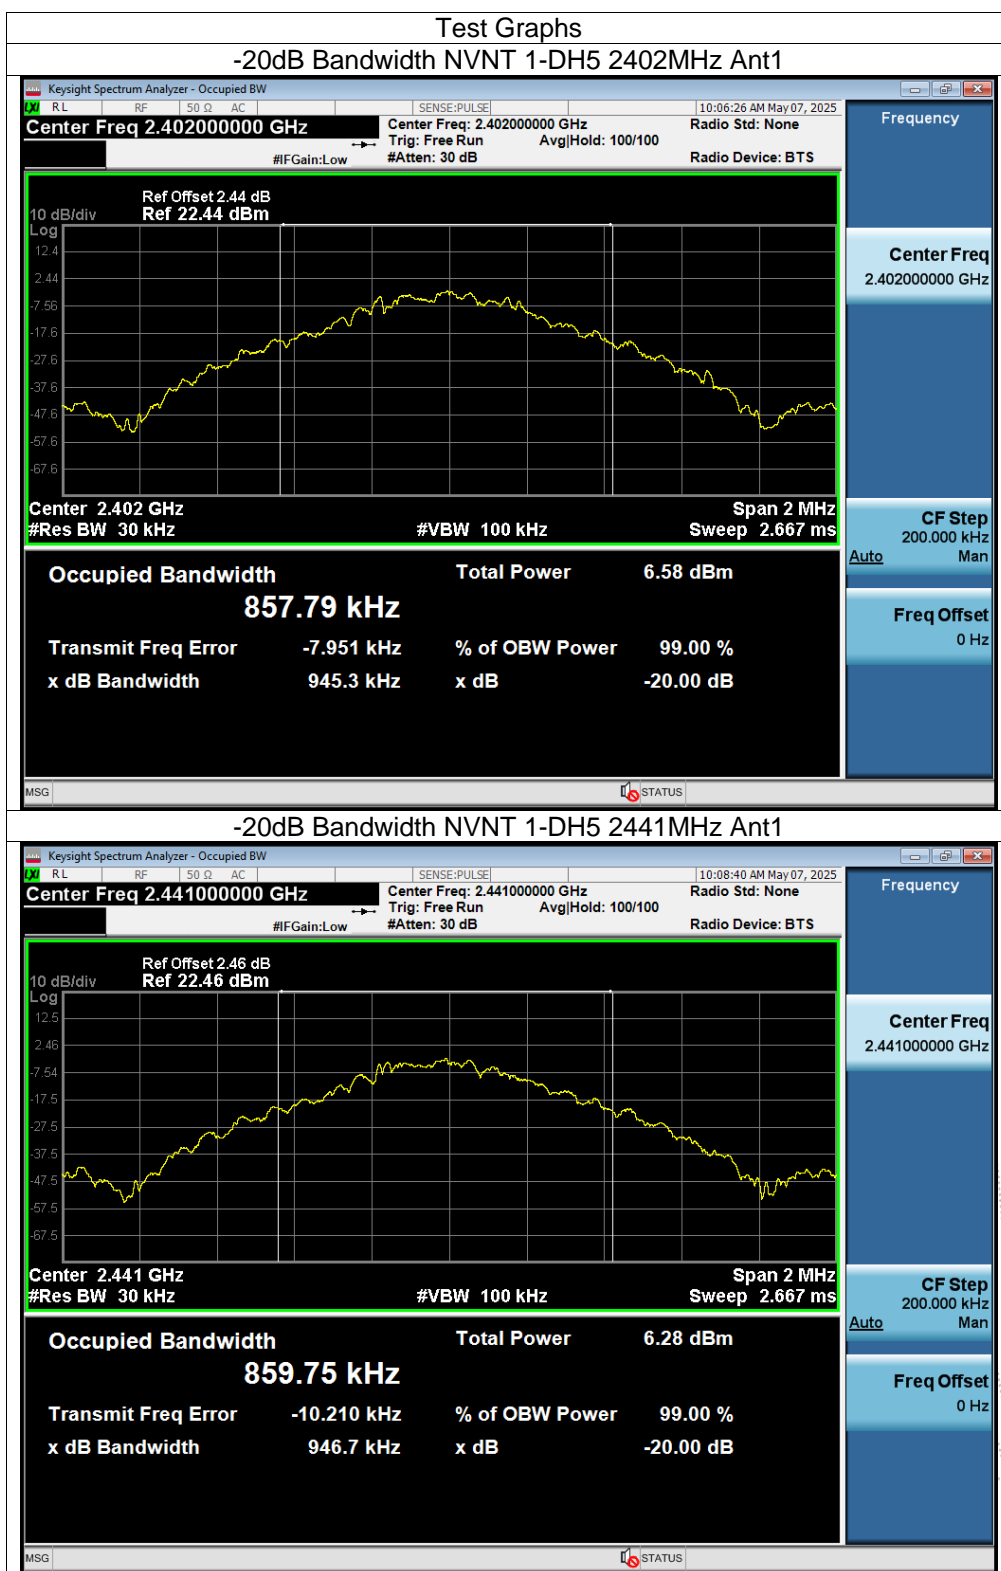 Test Graphs
-20dB Bandwidth NVNT 1-DH5 2402MHz Ant1
Keysight Spectrum Analyzer - Occupied BW
LXI RL RF 50 Ω AC SENSE:PULSE 10:06:26 AM May 07, 2025
Center Freq 2.402000000 GHz Center Freq: 2.402000000 GHz Radio Std: None Frequency
Trig: Free Run Avg|Hold: 100/100
#IFGain:Low #Atten: 30 dB Radio Device: BTS
Ref Offset 2.44 dB
10 dB/div Ref 22.44 dBm
Log
12.4
Center Freq
2.402000000 GHz
2.44
-7.56
-17.6
-27.6
-37.6
-47.6
-57.6
-67.6
Center 2.402 GHz Span 2 MHz
#Res BW 30 kHz #VBW 100 kHz Sweep 2.667 ms
CF Step
200.000 kHz
Auto Man
Occupied Bandwidth Total Power 6.58 dBm
857.79 kHz
Freq Offset
0 Hz
Transmit Freq Error -7.951 kHz % of OBW Power 99.00 %
x dB Bandwidth 945.3 kHz x dB -20.00 dB
MSG STATUS
-20dB Bandwidth NVNT 1-DH5 2441MHz Ant1
Keysight Spectrum Analyzer - Occupied BW
LXI RL RF 50 Ω AC SENSE:PULSE 10:08:40 AM May 07, 2025
Center Freq 2.441000000 GHz Center Freq: 2.441000000 GHz Radio Std: None Frequency
Trig: Free Run Avg|Hold: 100/100
#IFGain:Low #Atten: 30 dB Radio Device: BTS
Ref Offset 2.46 dB
10 dB/div Ref 22.46 dBm
Log
12.5
Center Freq
2.441000000 GHz
2.46
-7.54
-17.5
-27.5
-37.5
-47.5
-57.5
-67.5
Center 2.441 GHz Span 2 MHz
#Res BW 30 kHz #VBW 100 kHz Sweep 2.667 ms
CF Step
200.000 kHz
Auto Man
Occupied Bandwidth Total Power 6.28 dBm
859.75 kHz
Freq Offset
0 Hz
Transmit Freq Error -10.210 kHz % of OBW Power 99.00 %
x dB Bandwidth 946.7 kHz x dB -20.00 dB
MSG STATUS